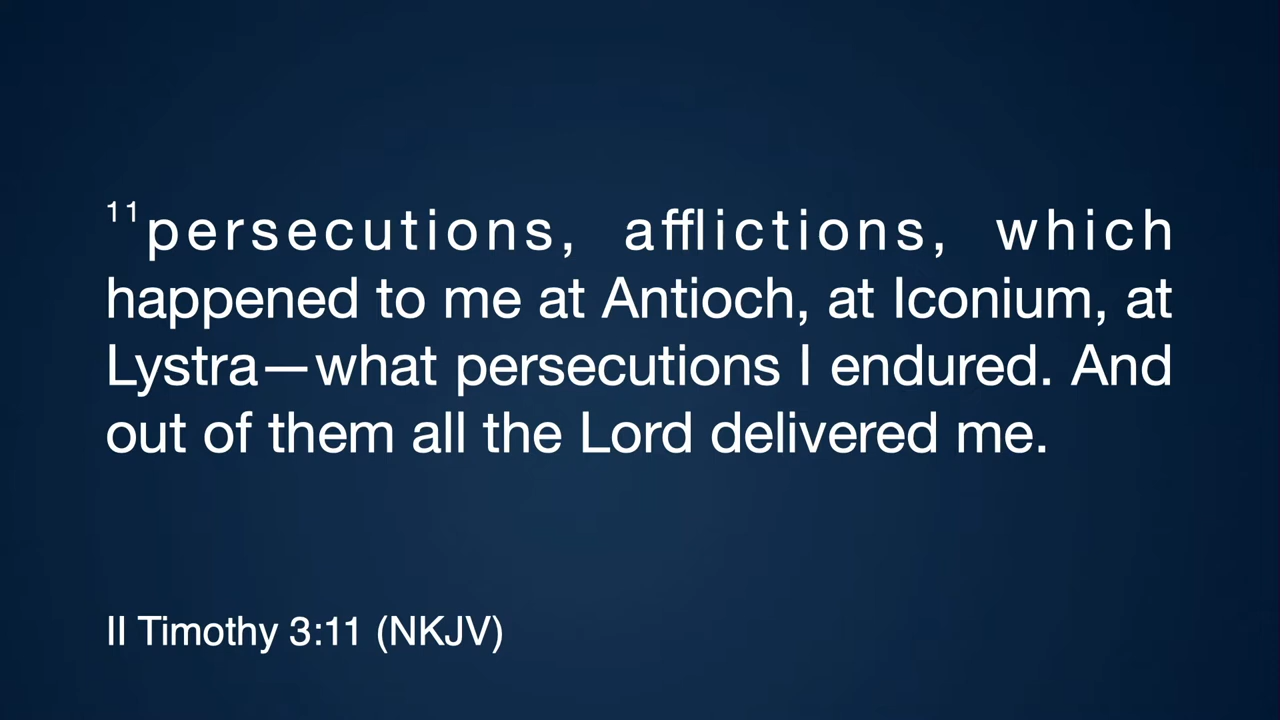 11persecutions, afflictions, which
happened to me at Antioch, at Iconium, at
Lystra—what persecutions I endured. And
out of them all the Lord delivered me.
II Timothy 3:11 (NKJV)